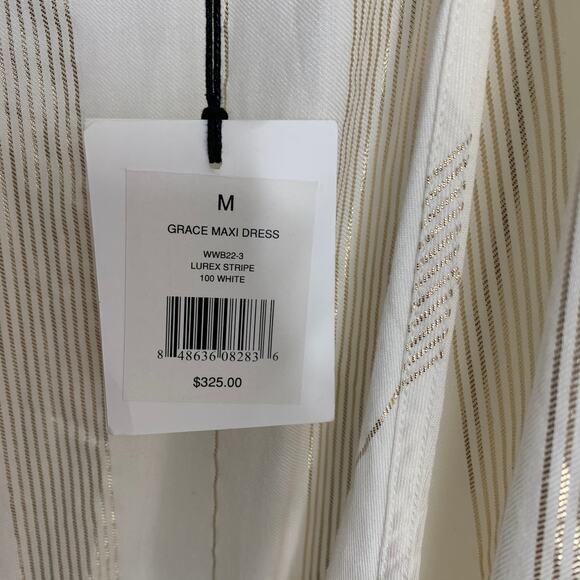 M
GRACE MAXI DRESS
WWB22-3
LUREX STRIPE
100 WHITE
8 48636 08283 6
$325.00